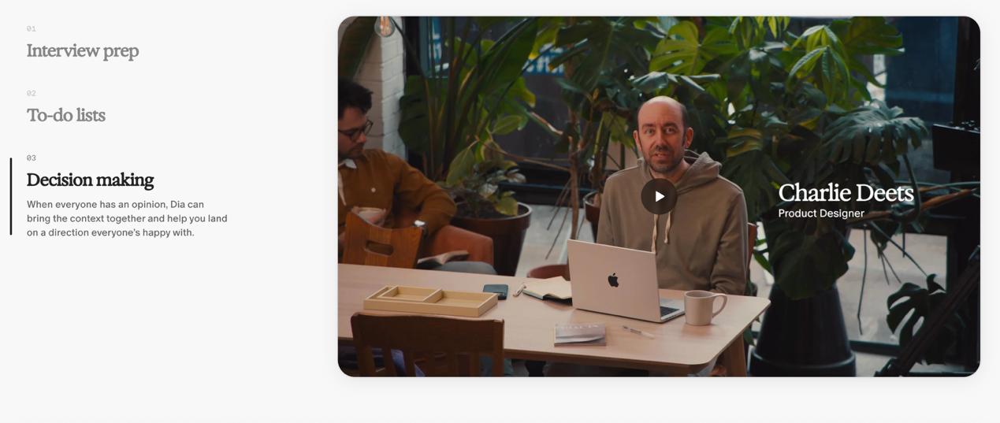 01
Interview prep
02
To-do lists
03
Decision making
When everyone has an opinion, Dia can
bring the context together and help you land
on a direction everyone's happy with.
Charlie Deets
Product Designer